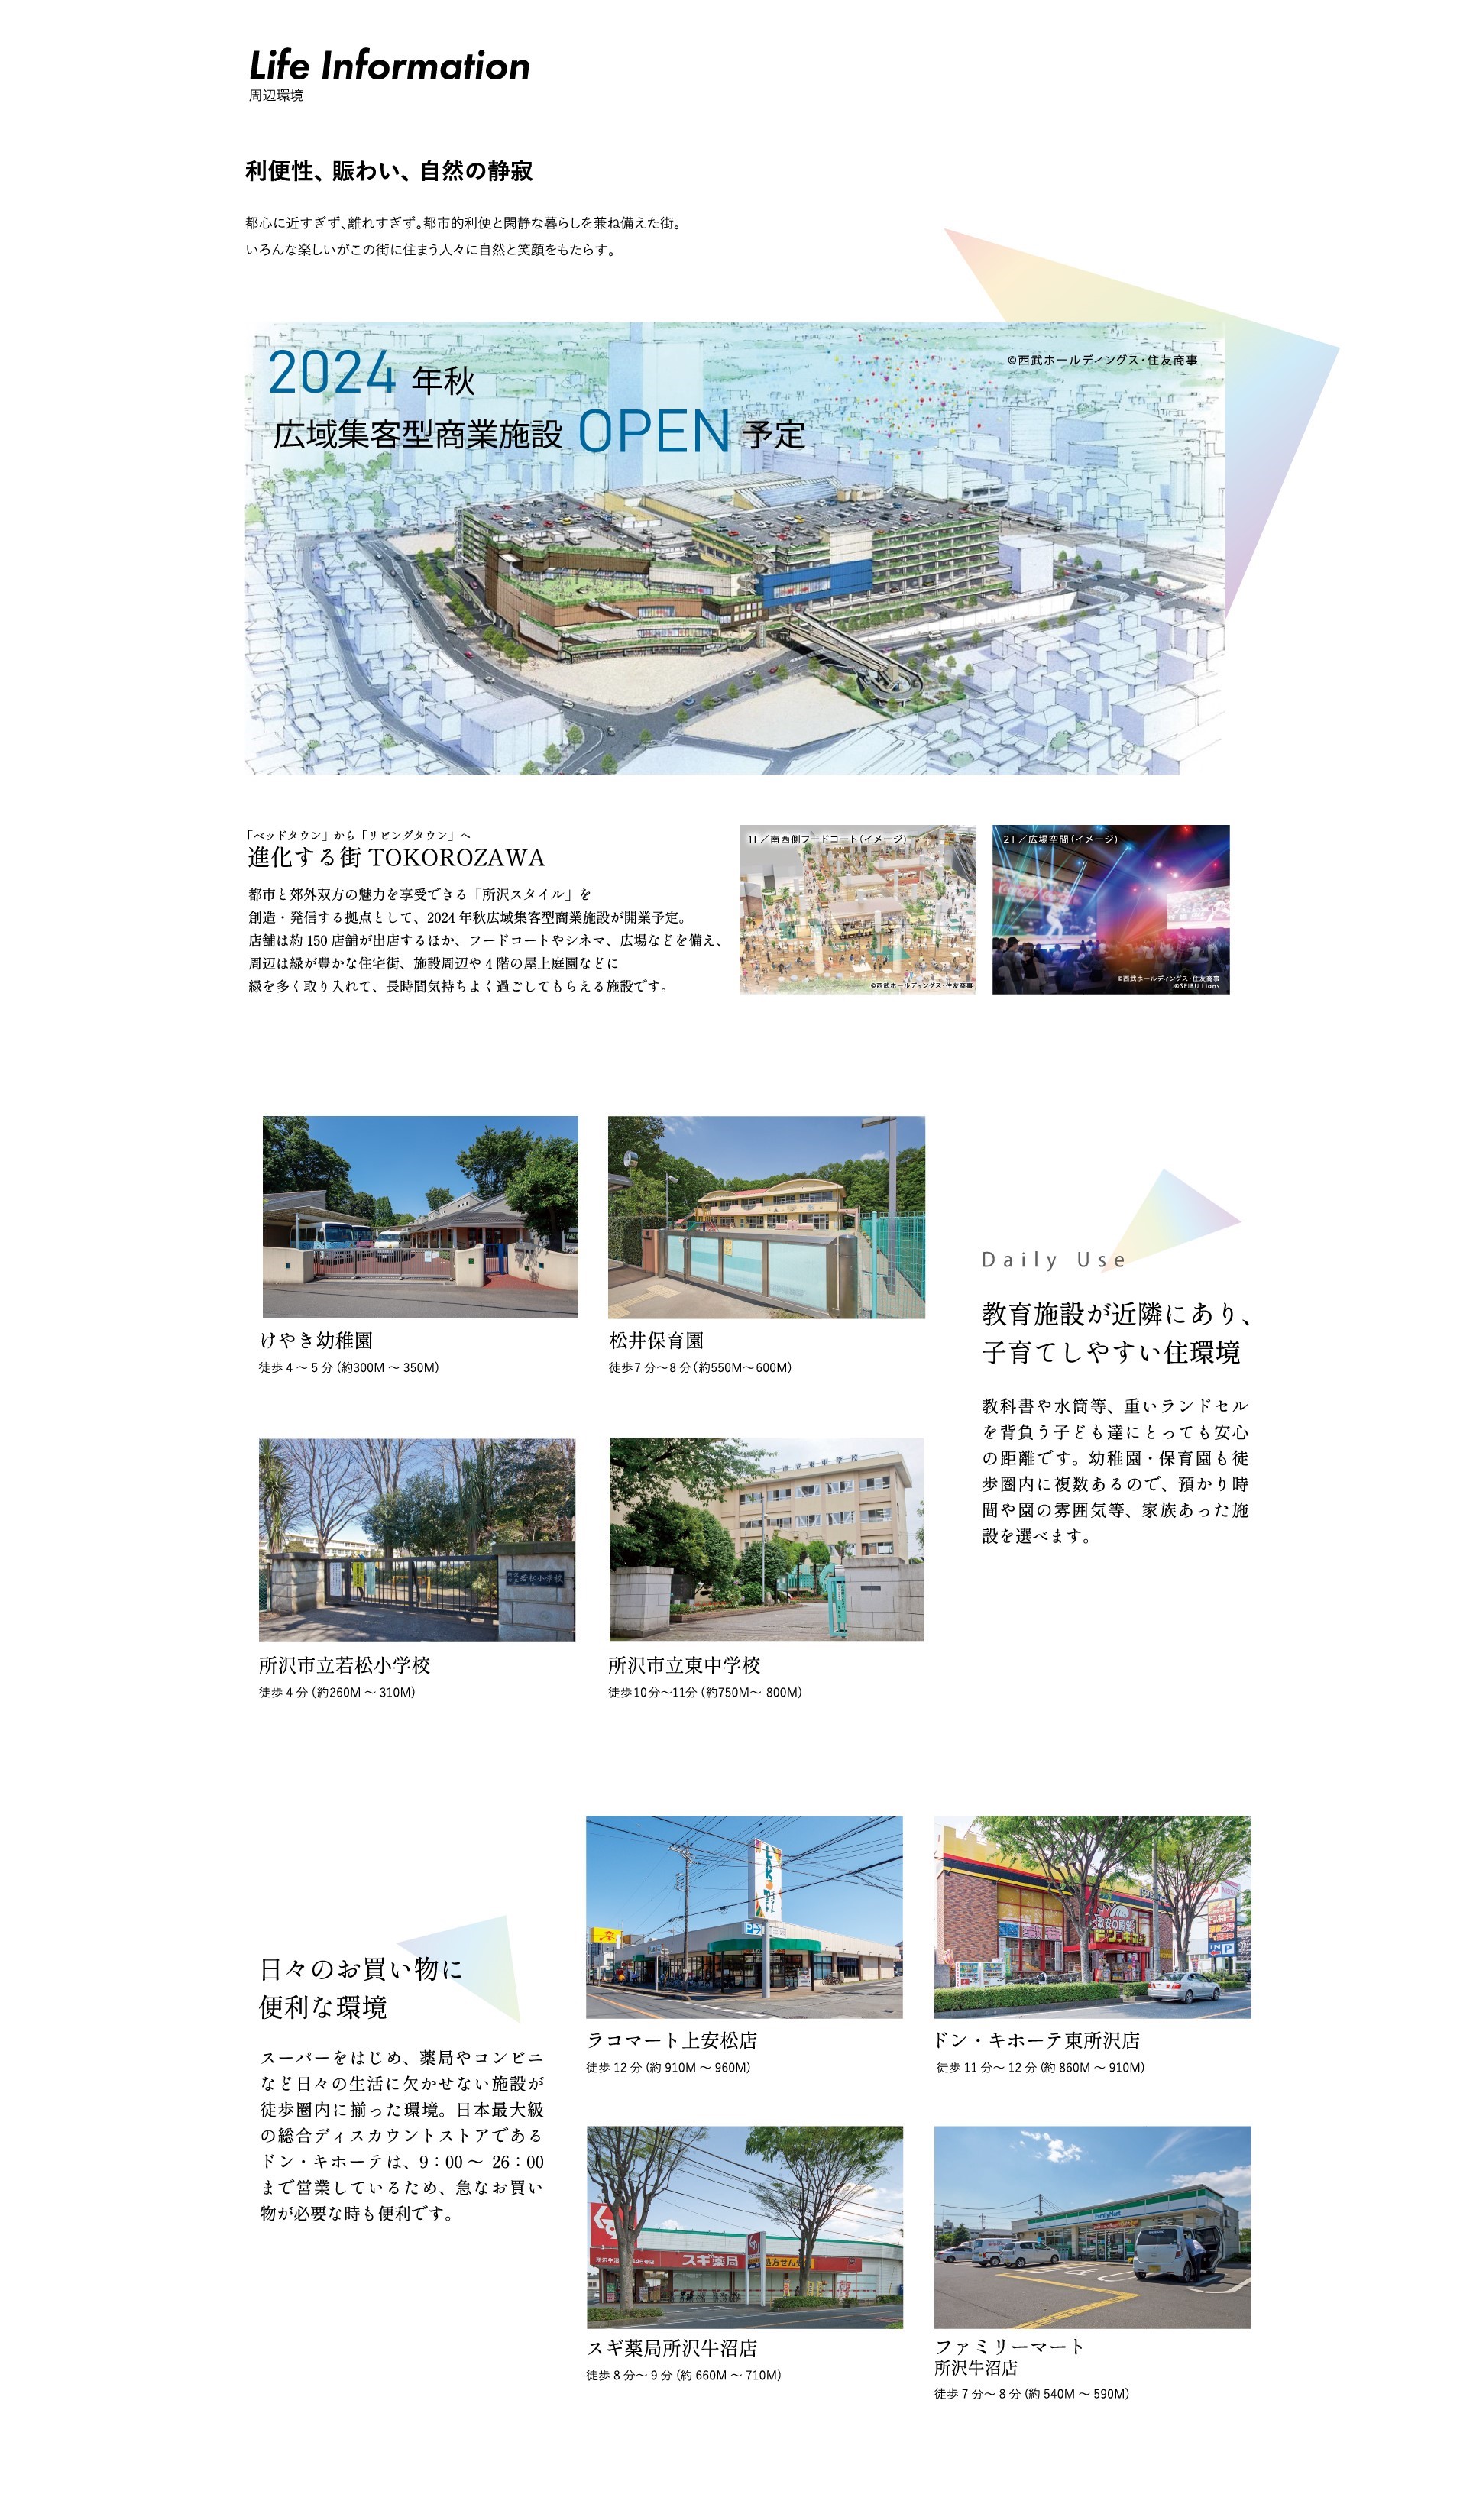 Life Information
周辺環境
利便性、賑わい、自然の静寂
都心に近すぎず、離れすぎず。都市的利便と閑静な暮らしを兼ね備えた街。
いろんな楽しいがこの街に住まう人々に自然と笑顔をもたらす。
2024 年秋
©西武ホールディングス・住友商事
広域集客型商業施設 OPEN 予定
「ベッドタウン」から「リビングタウン」へ
進化する街 TOKOROZAWA
都市と郊外双方の魅力を享受できる「所沢スタイル」を
創造・発信する拠点として、2024 年秋広域集客型商業施設が開業予定。
店舗は約 150 店舗が出店するほか、フードコートやシネマ、広場などを備え、
周辺は緑が豊かな住宅街、施設周辺や 4 階の屋上庭園などに
緑を多く取り入れて、長時間気持ちよく過ごしてもらえる施設です。
1F／南西側フードコート（イメージ）
©西武ホールディングス・住友商事
2F／広場空間（イメージ）
©西武ホールディングス・住友商事
©SEIBU Lions
けやき幼稚園
徒歩 4 ～ 5 分（約300M ～ 350M）
松井保育園
徒歩7 分～8 分（約550M～600M）
Daily Use
教育施設が近隣にあり、
子育てしやすい住環境
教科書や水筒等、重いランドセル
を背負う子ども達にとっても安心
の距離です。幼稚園・保育園も徒
歩圏内に複数あるので、預かり時
間や園の雰囲気等、家族あった施
設を選べます。
若松小学校
市立東中学校
所沢市立若松小学校
徒歩 4 分（約260M ～ 310M）
所沢市立東中学校
徒歩10分～11分（約750M～ 800M）
日々のお買い物に
便利な環境
スーパーをはじめ、薬局やコンビニ
など日々の生活に欠かせない施設が
徒歩圏内に揃った環境。日本最大級
の総合ディスカウントストアである
ドン・キホーテは、9：00 ～ 26：00
まで営業しているため、急なお買い
物が必要な時も便利です。
激安の殿堂
ドン・キホーテ
ラコマート上安松店
徒歩 12 分（約 910M ～ 960M）
ドン・キホーテ東所沢店
徒歩 11 分～ 12 分（約 860M ～ 910M）
スギ薬局
処方せん
FamilyMart
スギ薬局所沢牛沼店
徒歩 8 分～ 9 分（約 660M ～ 710M）
ファミリーマート
所沢牛沼店
徒歩 7 分～ 8 分（約 540M ～ 590M）